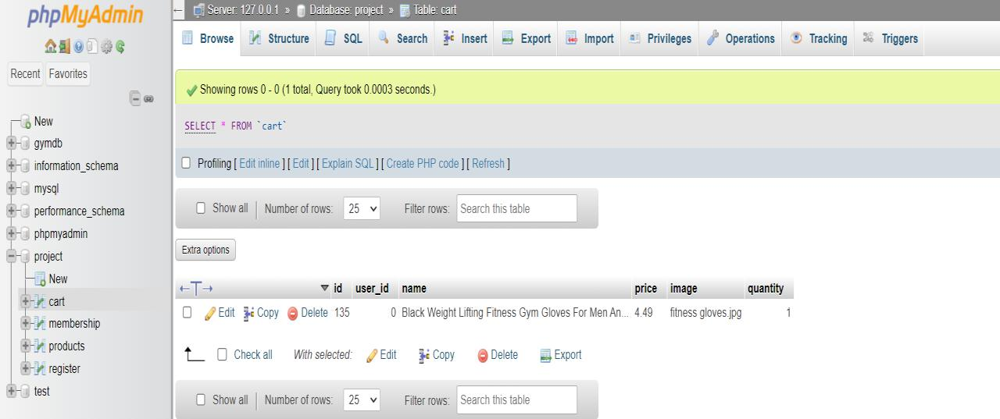 phpMyAdmin
Recent Favorites
New
gymdb
information_schema
mysql
performance_schema
phpmyadmin
project
New
cart
membership
products
register
test
Server: 127.0.0.1 » Database: project » Table: cart
Browse Structure SQL Search Insert Export Import Privileges Operations Tracking Triggers
Showing rows 0 - 0 (1 total, Query took 0.0003 seconds.)
SELECT * FROM `cart`
Profiling [ Edit inline ] [ Edit ] [ Explain SQL ] [ Create PHP code ] [ Refresh ]
Show all Number of rows: 25 Filter rows: Search this table
Extra options
←T→ id user_id name price image quantity
Edit Copy Delete 135 0 Black Weight Lifting Fitness Gym Gloves For Men An... 4.49 fitness gloves.jpg 1
Check all With selected: Edit Copy Delete Export
Show all Number of rows: 25 Filter rows: Search this table